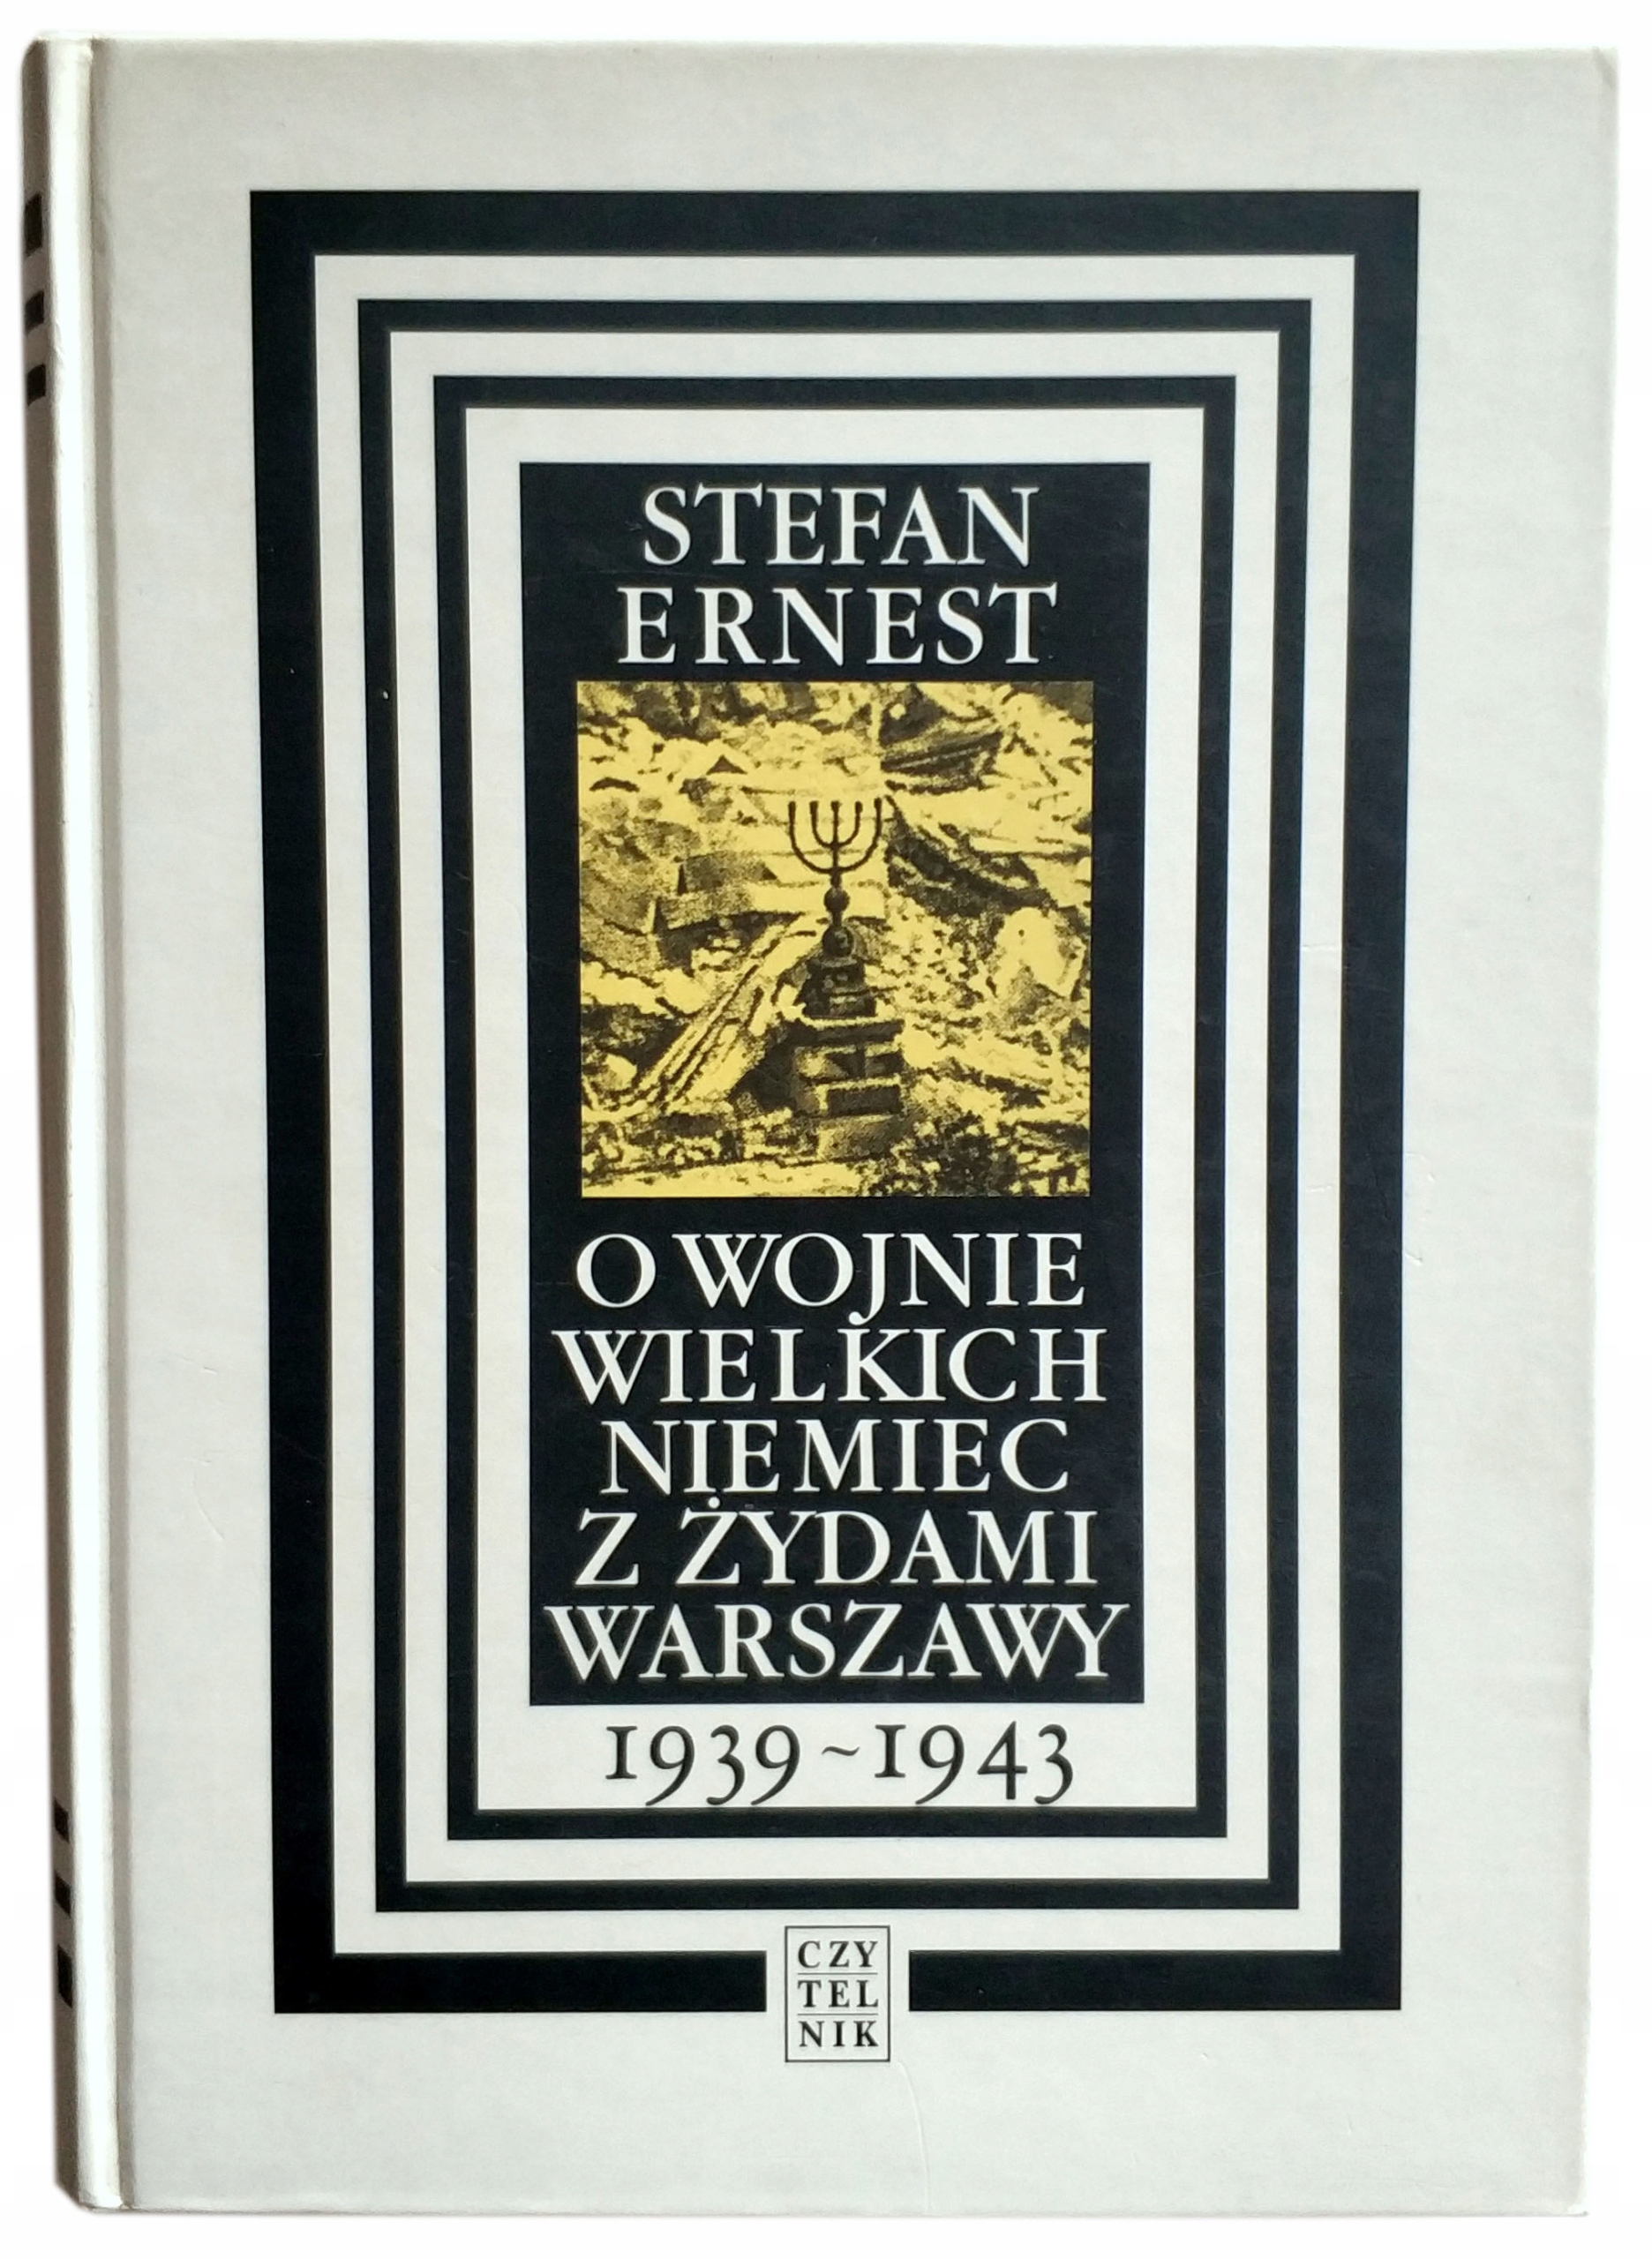 STEFAN
ERNEST
O WOJNIE
WIELKICH
NIEMIEC
Z ŻYDAMI
WARSZAWY
1939~1943
CZY
TEL
NIK